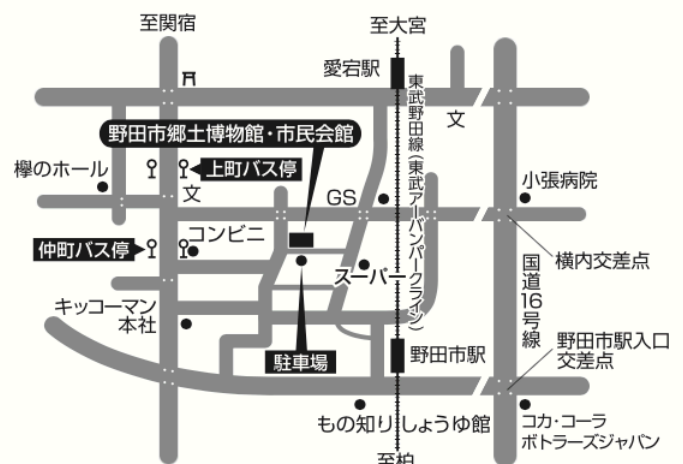 至関宿
至大宮
愛宕駅
東武野田線(東武アーバンパークライン)
文
野田市郷土博物館・市民会館
欅のホール
上町バス停
文
GS
小張病院
仲町バス停
コンビニ
横内交差点
スーパー
国道16号線
キッコーマン
本社
駐車場
野田市駅
野田市駅入口
交差点
もの知りしょうゆ館
コカ・コーラ
ボトラーズジャパン
至柏